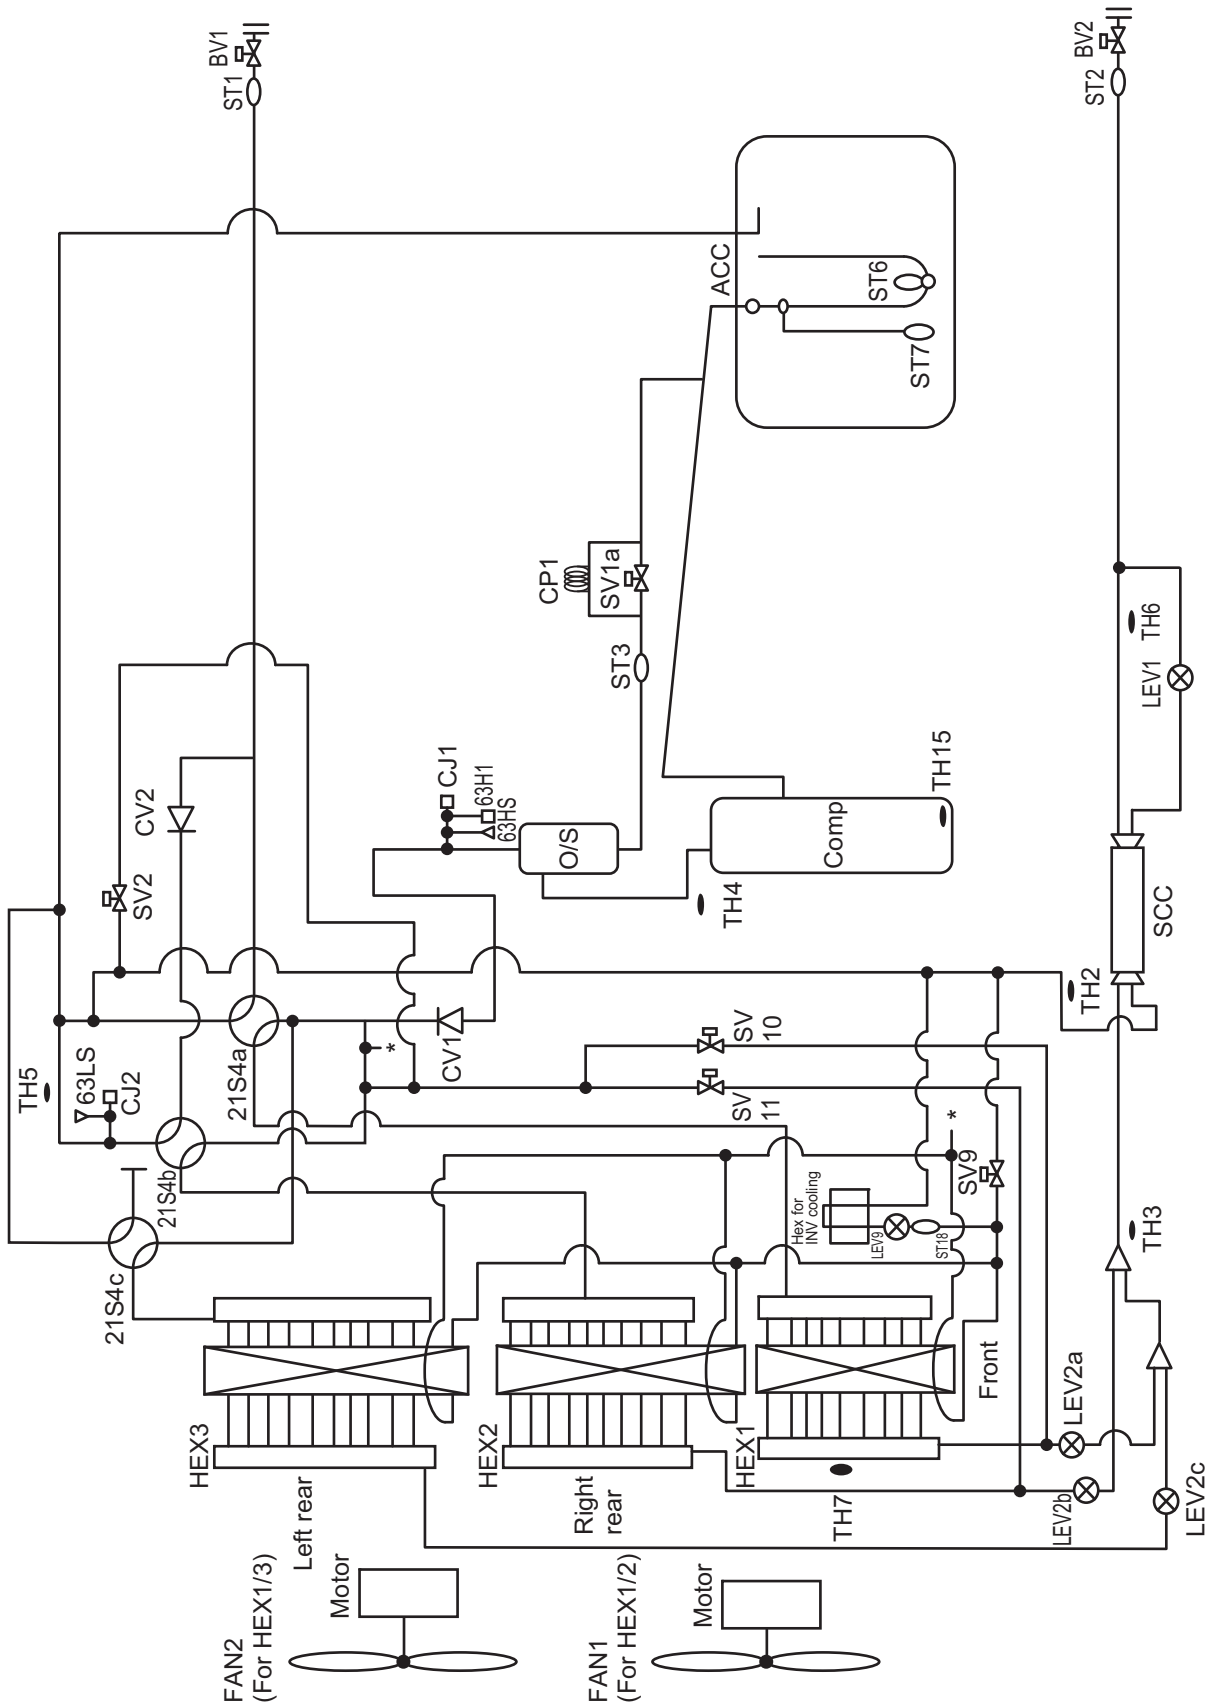 BV1
ST1
BV2
ST2
ACC
ST6
ST7
CP1
SV1a
ST3
TH6
LEV1
CV2
CJ1
63H1
63HS
O/S
TH15
Comp
SV2
TH4
SCC
TH2
TH5
63LS
CJ2
21S4a
CV1
*
SV
10
SV
11
*
SV9
21S4b
Hex for
INV cooling
LEV9
ST18
TH3
21S4c
HEX3
HEX2
HEX1
Front
LEV2a
Left rear
Right
rear
TH7
LEV2b
LEV2c
FAN2
(For HEX1/3)
Motor
FAN1
(For HEX1/2)
Motor